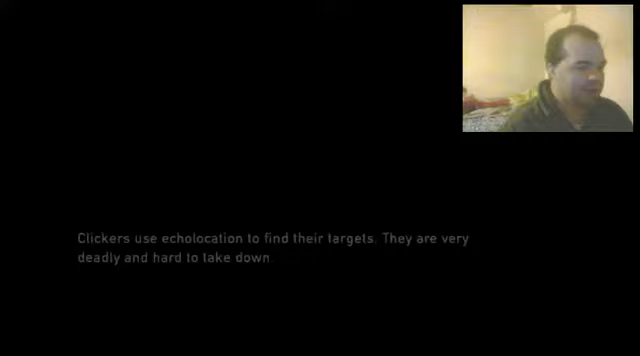 Clickers use echolocation to find their targets. They are very
deadly and hard to take down.